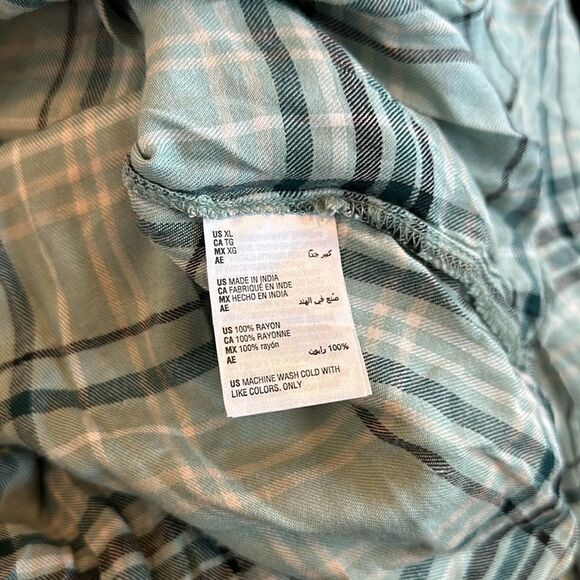 US XL
CA TG
MX XG
AE كبير جدًا
US MADE IN INDIA
CA FABRIQUÉ EN INDE
MX HECHO EN INDIA
AE صُنع في الهند
US 100% RAYON
CA 100% RAYONNE
MX 100% rayón
AE 100% رايون
US MACHINE WASH COLD WITH
LIKE COLORS, ONLY